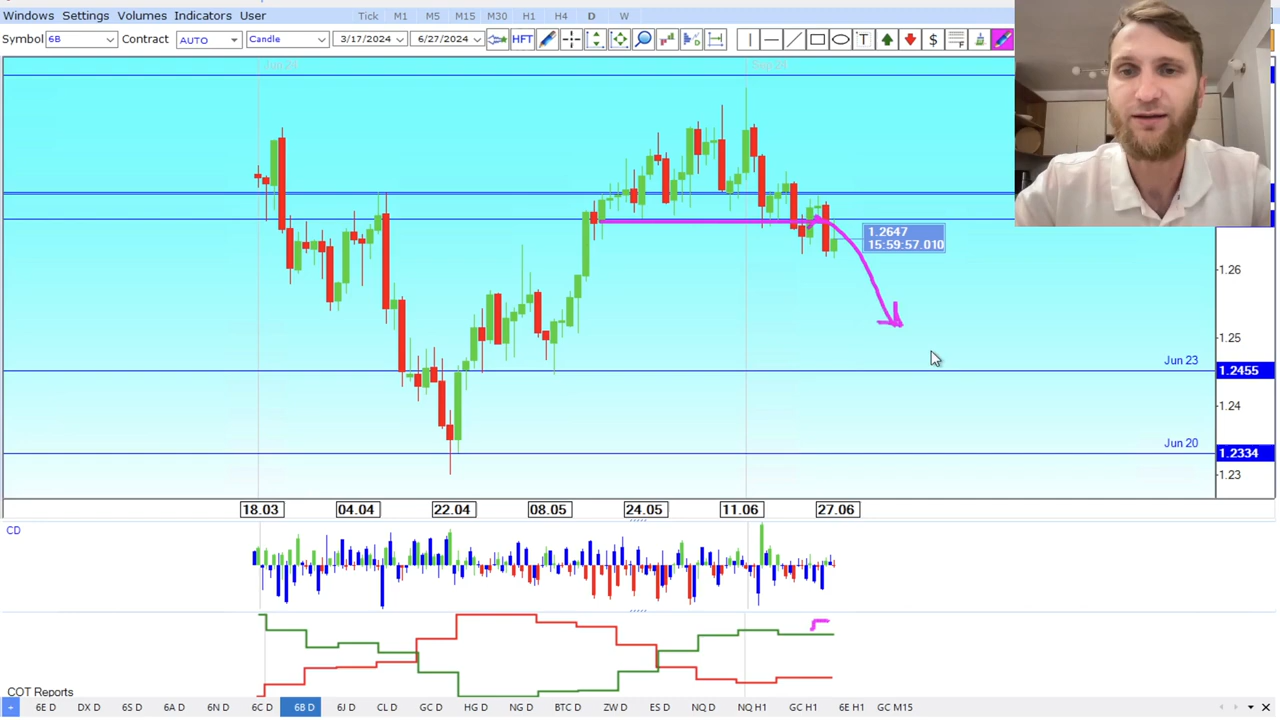 Windows Settings Volumes Indicators User Tick M1 M5 M15 M30 H1 H4 D W
Symbol 6B Contract AUTO Candle 3/17/2024 6/27/2024 HFT T $
Jun 24 Sep 24
1.2647
15:59:57.010
1.26
1.25
Jun 23
1.2455
1.24
Jun 20
1.2334
1.23
18.03 04.04 22.04 08.05 24.05 11.06 27.06
CD
COT Reports
+ 6E D DX D 6S D 6A D 6N D 6C D 6B D 6J D CL D GC D HG D NG D BTC D ZW D ES D NQ D NQ H1 GC H1 6E H1 GC M15